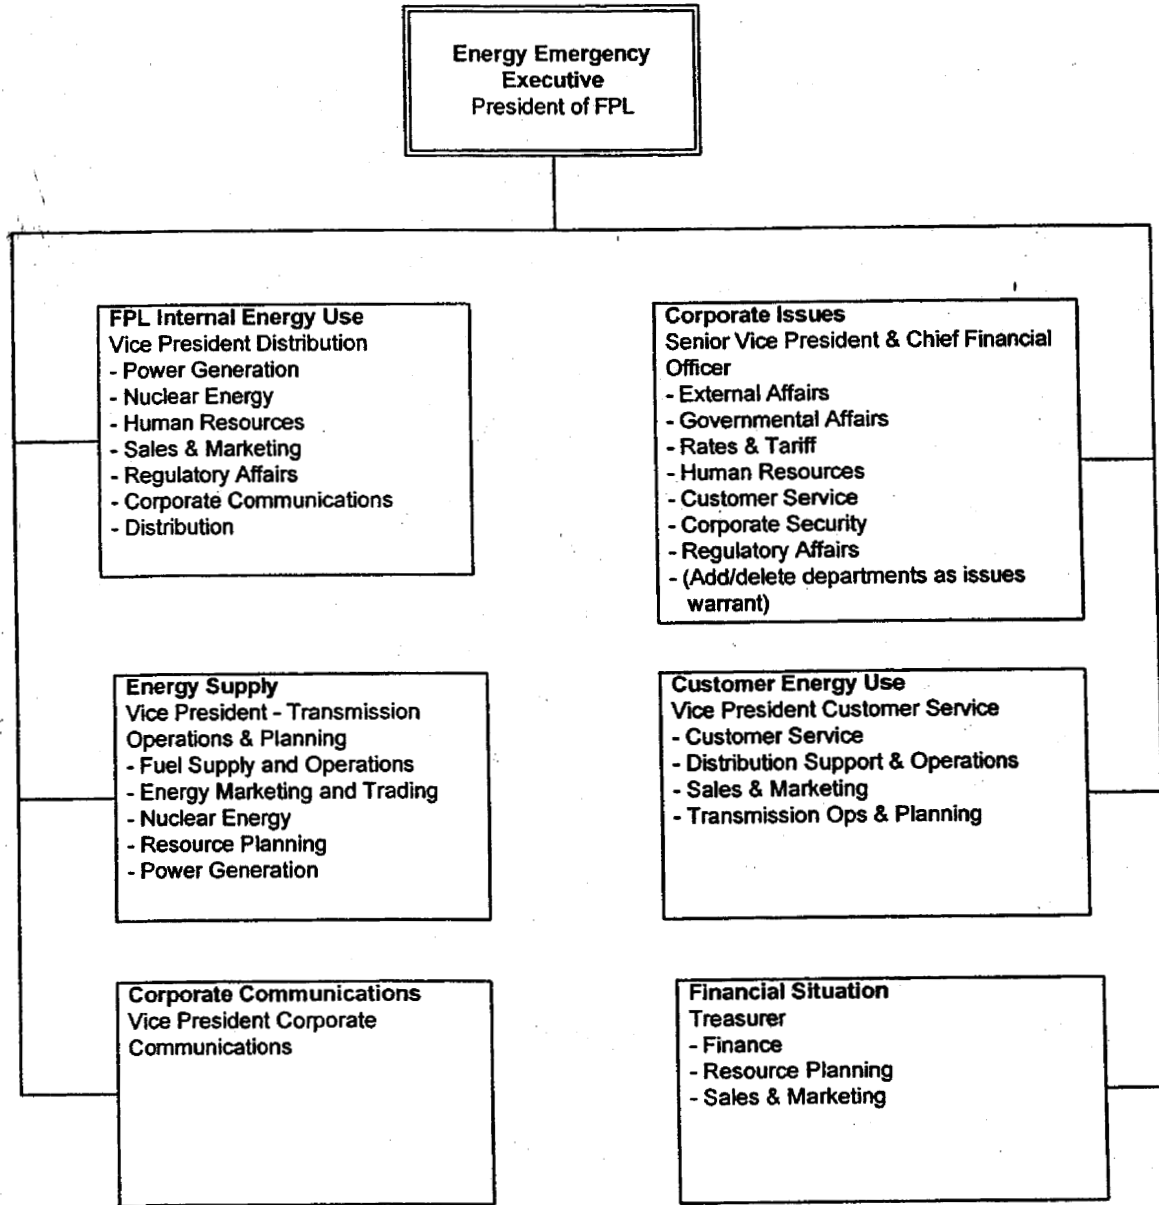 Energy Emergency
Executive
President of FPL
FPL Internal Energy Use
Vice President Distribution
- Power Generation
- Nuclear Energy
- Human Resources
- Sales & Marketing
- Regulatory Affairs
- Corporate Communications
- Distribution
Corporate Issues
Senior Vice President & Chief Financial
Officer
- External Affairs
- Governmental Affairs
- Rates & Tariff
- Human Resources
- Customer Service
- Corporate Security
- Regulatory Affairs
- (Add/delete departments as issues
warrant)
Energy Supply
Vice President - Transmission
Operations & Planning
- Fuel Supply and Operations
- Energy Marketing and Trading
- Nuclear Energy
- Resource Planning
- Power Generation
Customer Energy Use
Vice President Customer Service
- Customer Service
- Distribution Support & Operations
- Sales & Marketing
- Transmission Ops & Planning
Corporate Communications
Vice President Corporate
Communications
Financial Situation
Treasurer
- Finance
- Resource Planning
- Sales & Marketing